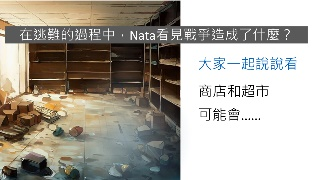 在逃難的過程中，Nata看見戰爭造成了什麼？
大家一起說說看
商店和超市
可能會......